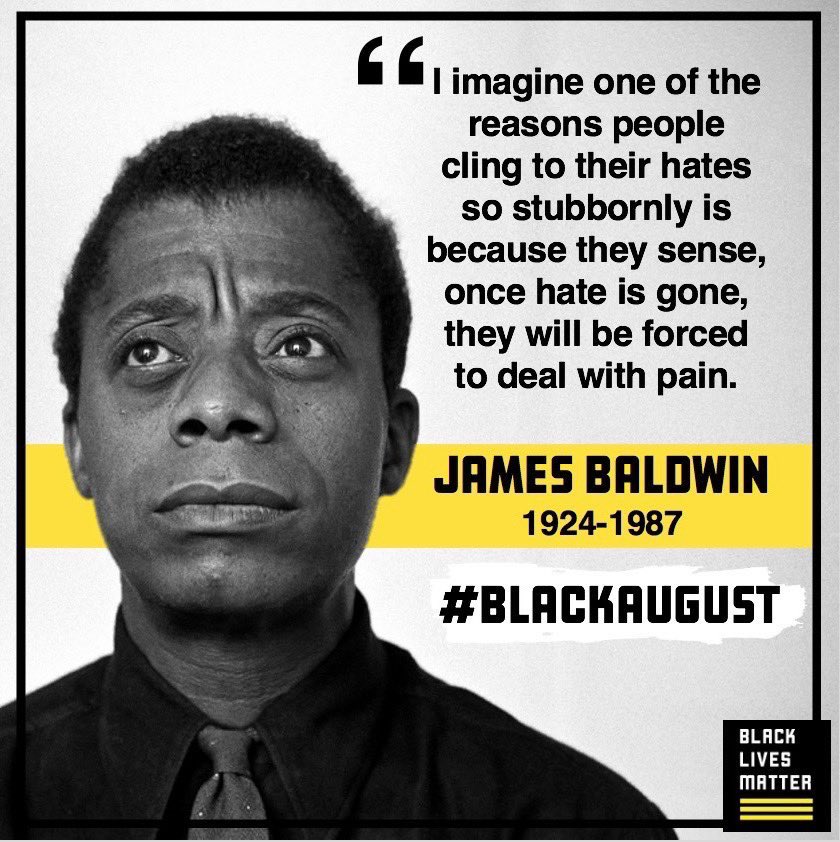 “I imagine one of the
reasons people
cling to their hates
so stubbornly is
because they sense,
once hate is gone,
they will be forced
to deal with pain.
JAMES BALDWIN
1924-1987
#BLACKAUGUST
BLACK
LIVES
MATTER